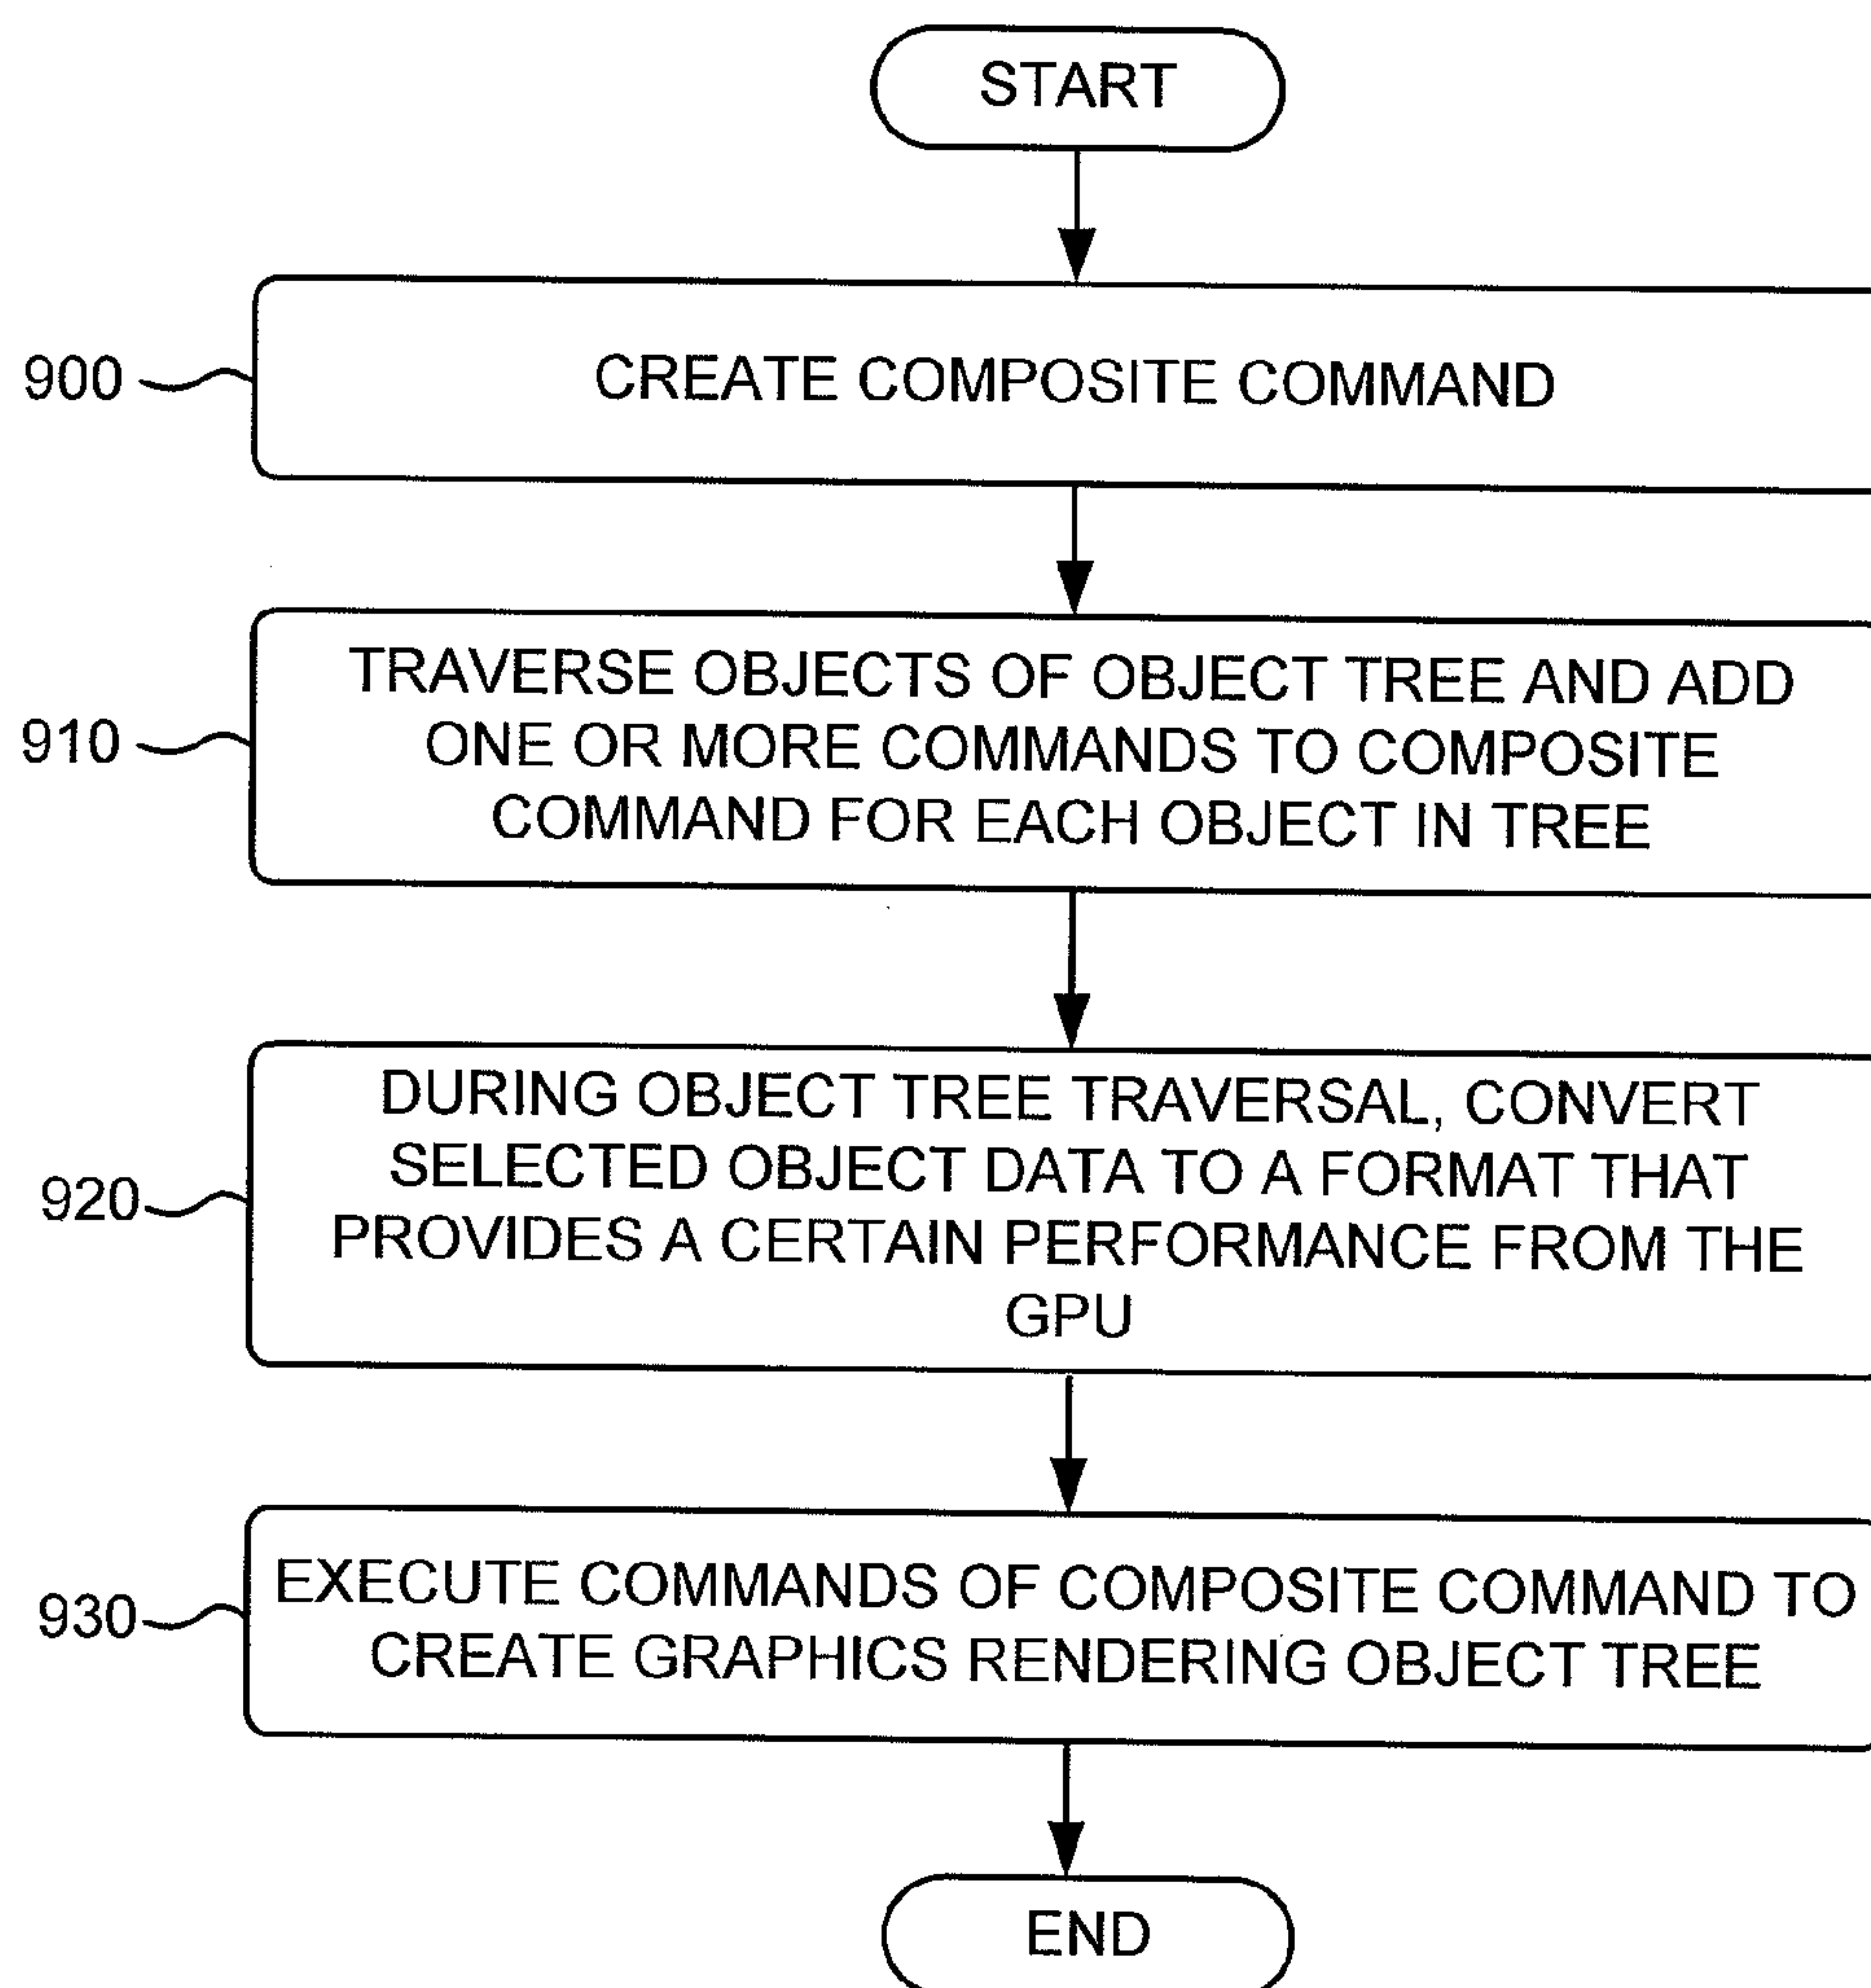 START
900
CREATE COMPOSITE COMMAND
910
TRAVERSE OBJECTS OF OBJECT TREE AND ADD
ONE OR MORE COMMANDS TO COMPOSITE
COMMAND FOR EACH OBJECT IN TREE
920
DURING OBJECT TREE TRAVERSAL, CONVERT
SELECTED OBJECT DATA TO A FORMAT THAT
PROVIDES A CERTAIN PERFORMANCE FROM THE
GPU
930
EXECUTE COMMANDS OF COMPOSITE COMMAND TO
CREATE GRAPHICS RENDERING OBJECT TREE
END